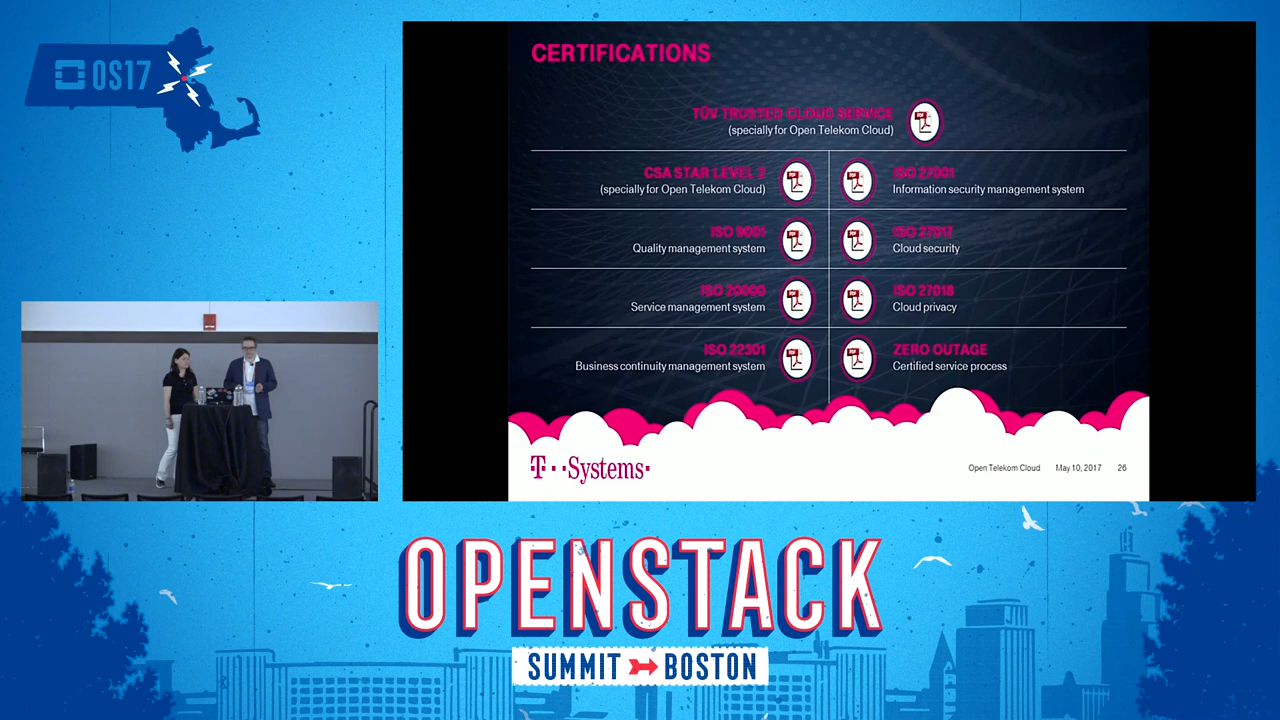 OS17
CERTIFICATIONS
TÜV TRUSTED CLOUD SERVICE
(specially for Open Telekom Cloud)
CSA STAR LEVEL 2
(specially for Open Telekom Cloud)
ISO 27001
Information security management system
ISO 9001
Quality management system
ISO 27017
Cloud security
ISO 20000
Service management system
ISO 27018
Cloud privacy
ISO 22301
Business continuity management system
ZERO OUTAGE
Certified service process
T··Systems·
Open Telekom Cloud May 10, 2017 26
OPENSTACK
SUMMIT BOSTON